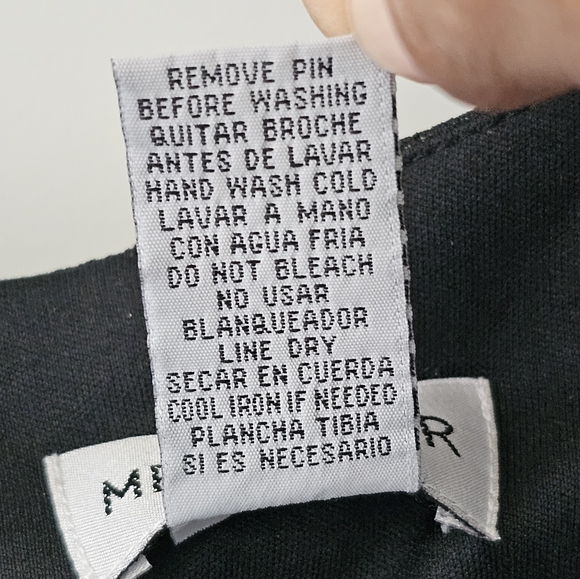 REMOVE PIN
BEFORE WASHING
QUITAR BROCHE
ANTES DE LAVAR
HAND WASH COLD
LAVAR A MANO
CON AGUA FRIA
DO NOT BLEACH
NO USAR
BLANQUEADOR
LINE DRY
SECAR EN CUERDA
COOL IRON IF NEEDED
PLANCHA TIBIA
SI ES NECESARIO